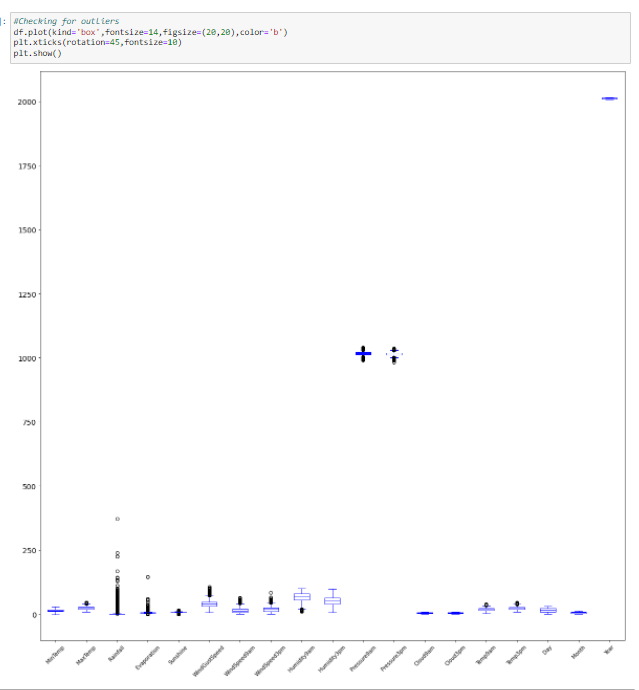 ]:
#Checking for outliers
df.plot(kind='box',fontsize=14,figsize=(20,20),color='b')
plt.xticks(rotation=45,fontsize=10)
plt.show()
2000
1750
1500
1250
1000
750
500
250
0
MinTemp
MaxTemp
Rainfall
Evaporation
Sunshine
WindGustSpeed
WindSpeed9am
WindSpeed3pm
Humidity9am
Humidity3pm
Pressure9am
Pressure3pm
Cloud9am
Cloud3pm
Temp9am
Temp3pm
Day
Month
Year